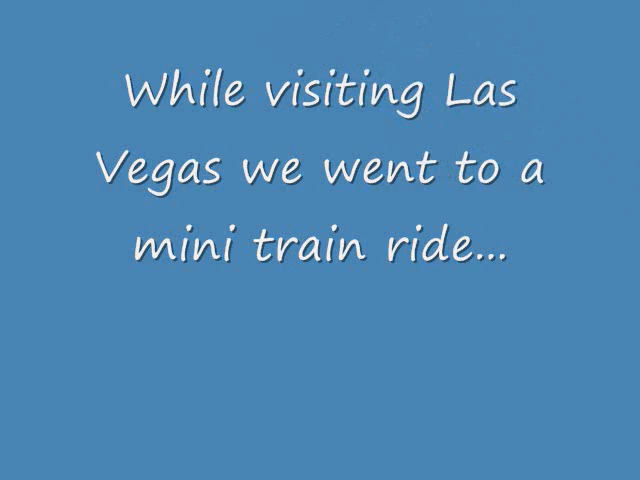 While visiting Las
Vegas we went to a
mini train ride...